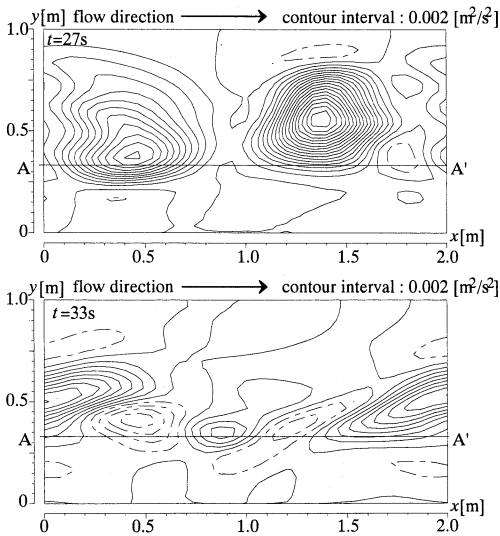 y[m] flow direction contour interval : 0.002 [m²/s²]
1.0
t=27s
0.5
A A'
0
x[m]
0 0.5 1.0 1.5 2.0
y[m] flow direction contour interval : 0.002 [m²/s²]
1.0
t=33s
0.5
A A'
0
x[m]
0 0.5 1.0 1.5 2.0